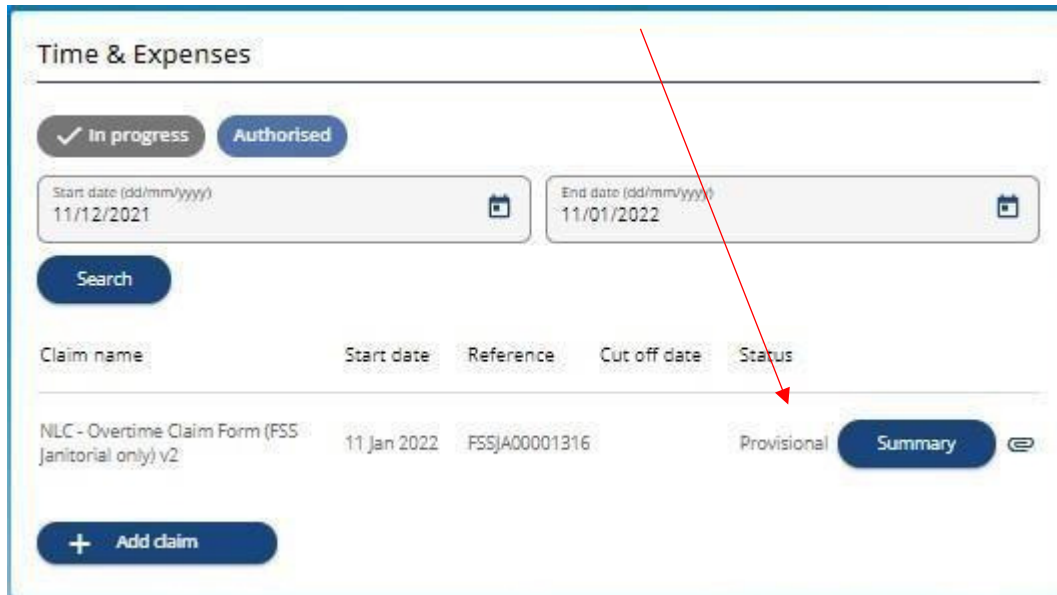 Time & Expenses
In progress Authorised
Start date (dd/mm/yyyy) End date (dd/mm/yyyy)
11/12/2021 11/01/2022
Search
Claim name Start date Reference Cut off date Status
NLC - Overtime Claim Form (FSS
Janitorial only) v2
11 Jan 2022 FSSJA00001316 Provisional Summary
+ Add claim